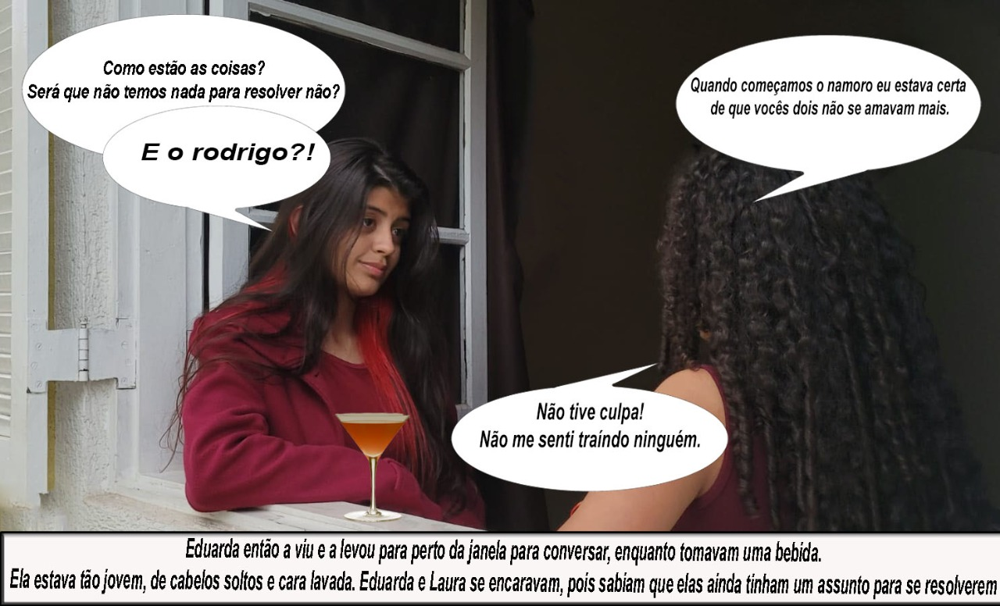 Como estão as coisas?
Será que não temos nada para resolver não?
E o rodrigo?!
Quando começamos o namoro eu estava certa
de que vocês dois não se amavam mais.
Não tive culpa!
Não me senti traíndo ninguém.
Eduarda então a viu e a levou para perto da janela para conversar, enquanto tomavam uma bebida.
Ela estava tão jovem, de cabelos soltos e cara lavada. Eduarda e Laura se encaravam, pois sabiam que elas ainda tinham um assunto para se resolverem